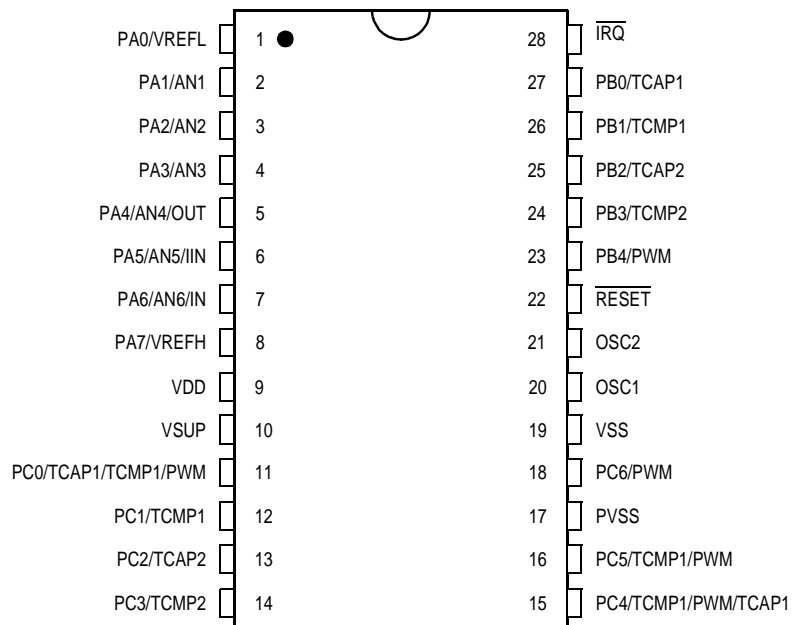 PA0/VREFL 1 28 I̅R̅Q̅
PA1/AN1 2 27 PB0/TCAP1
PA2/AN2 3 26 PB1/TCMP1
PA3/AN3 4 25 PB2/TCAP2
PA4/AN4/OUT 5 24 PB3/TCMP2
PA5/AN5/IIN 6 23 PB4/PWM
PA6/AN6/IN 7 22 R̅E̅S̅E̅T̅
PA7/VREFH 8 21 OSC2
VDD 9 20 OSC1
VSUP 10 19 VSS
PC0/TCAP1/TCMP1/PWM 11 18 PC6/PWM
PC1/TCMP1 12 17 PVSS
PC2/TCAP2 13 16 PC5/TCMP1/PWM
PC3/TCMP2 14 15 PC4/TCMP1/PWM/TCAP1